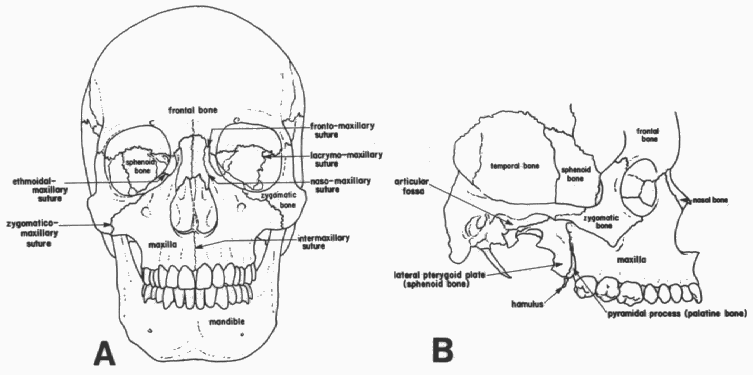 frontal bone
fronto-maxillary
suture
sphenoid
bone
lacrymo-maxillary
suture
ethmoidal-
maxillary
suture
naso-maxillary
suture
zygomatic
bone
zygomatico-
maxillary
suture
maxilla
intermaxillary
suture
mandible
A
frontal
bone
temporal bone
sphenoid
bone
articular
fossa
nasal bone
zygomatic
bone
maxilla
lateral pterygoid plate
(sphenoid bone)
hamulus
pyramidal process (palatine bone)
B